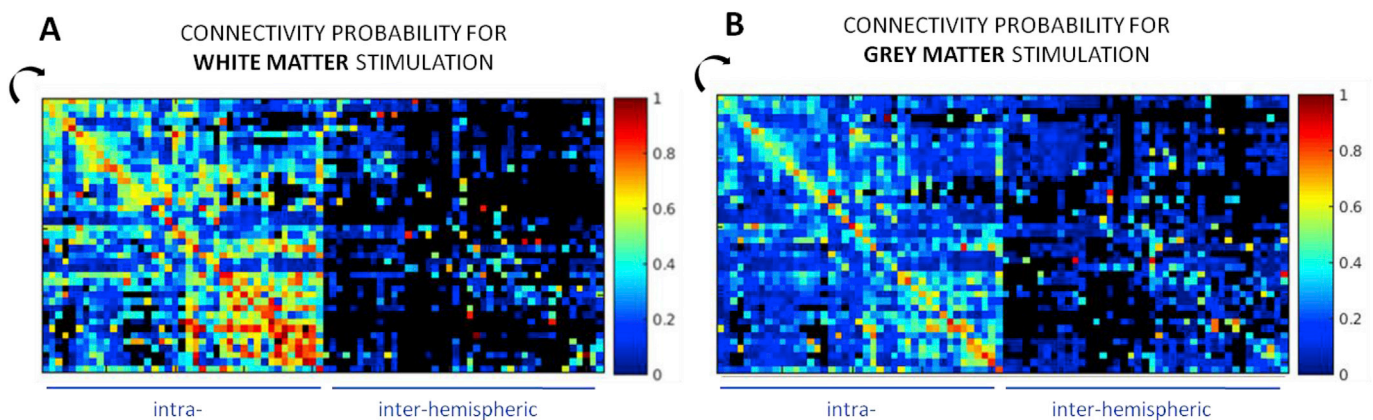 A
CONNECTIVITY PROBABILITY FOR
WHITE MATTER STIMULATION
1
0.8
0.6
0.4
0.2
0
intra-
inter-hemispheric
B
CONNECTIVITY PROBABILITY FOR
GREY MATTER STIMULATION
1
0.8
0.6
0.4
0.2
0
intra-
inter-hemispheric